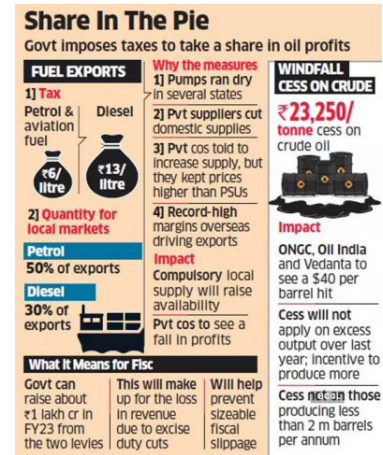 Share In The Pie
Govt imposes taxes to take a share in oil profits
FUEL EXPORTS
1] Tax
Petrol &
aviation
fuel
Diesel
₹6/
litre
₹13/
litre
2] Quantity for
local markets
Petrol
50% of exports
Diesel
30% of
exports
Why the measures
1] Pumps ran dry
in several states
2] Pvt suppliers cut
domestic supplies
3] Pvt cos told to
increase supply, but
they kept prices
higher than PSUs
4] Record-high
margins overseas
driving exports
Impact
Compulsory local
supply will raise
availability
Pvt cos to see a
fall in profits
WINDFALL
CESS ON CRUDE
₹23,250/
tonne cess on
crude oil
Impact
ONGC, Oil India
and Vedanta to
see a $40 per
barrel hit
Cess will not
apply on excess
output over last
year; incentive to
produce more
Cess not on those
producing less
than 2 m barrels
per annum
What It Means for Fisc
Govt can
raise about
₹1 lakh cr in
FY23 from
the two levies
This will make
up for the loss
in revenue
due to excise
duty cuts
Will help
prevent
sizeable
fiscal
slippage